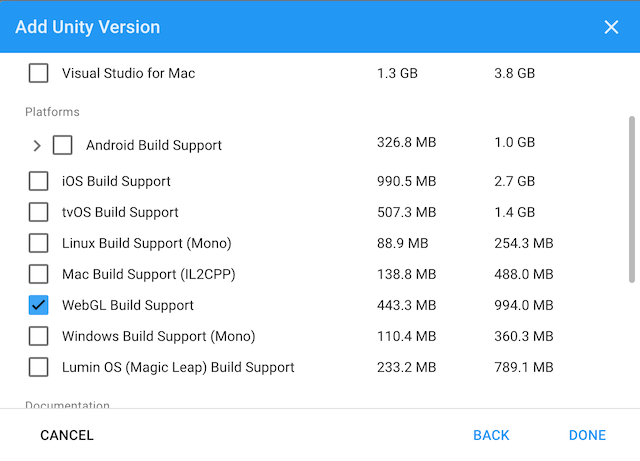 Add Unity Version
Visual Studio for Mac 1.3 GB 3.8 GB
Platforms
Android Build Support 326.8 MB 1.0 GB
iOS Build Support 990.5 MB 2.7 GB
tvOS Build Support 507.3 MB 1.4 GB
Linux Build Support (Mono) 88.9 MB 254.3 MB
Mac Build Support (IL2CPP) 138.8 MB 488.0 MB
WebGL Build Support 443.3 MB 994.0 MB
Windows Build Support (Mono) 110.4 MB 360.3 MB
Lumin OS (Magic Leap) Build Support 233.2 MB 789.1 MB
Documentation
CANCEL BACK DONE